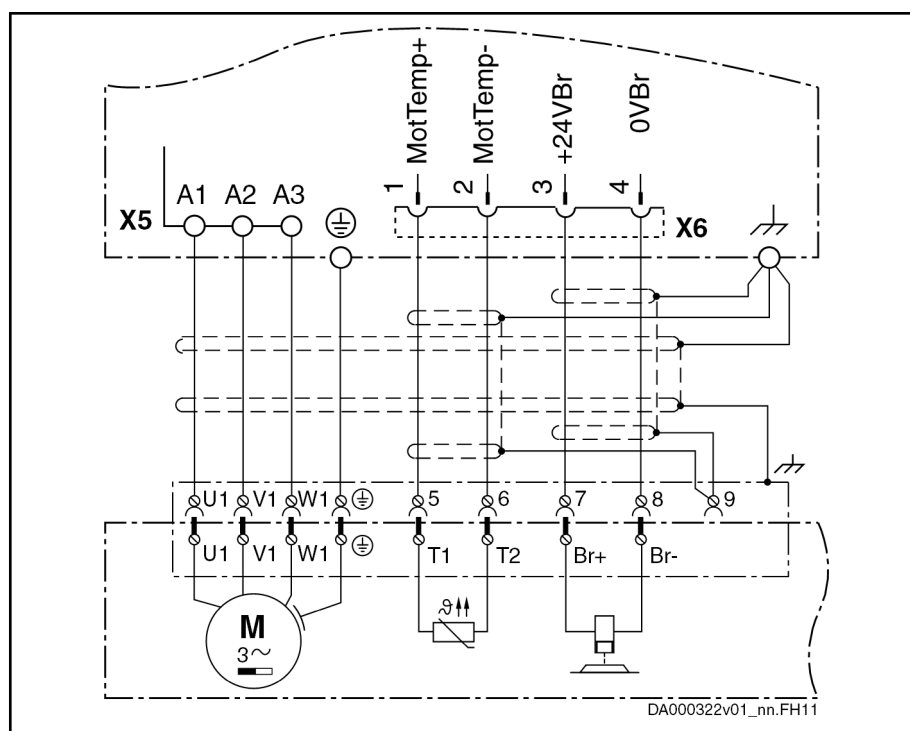 MotTemp+
MotTemp-
+24VBr
0VBr
1
2
3
4
X5
A1
A2
A3
X6
U1
V1
W1
5
6
7
8
9
U1
V1
W1
T1
T2
Br+
Br-
ϑ
M
3~
DA000322v01_nn.FH11